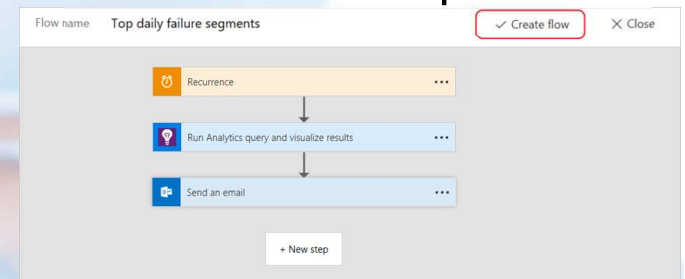 Flow name Top daily failure segments ✓ Create flow ✕ Close
Recurrence
Run Analytics query and visualize results
Send an email
+ New step